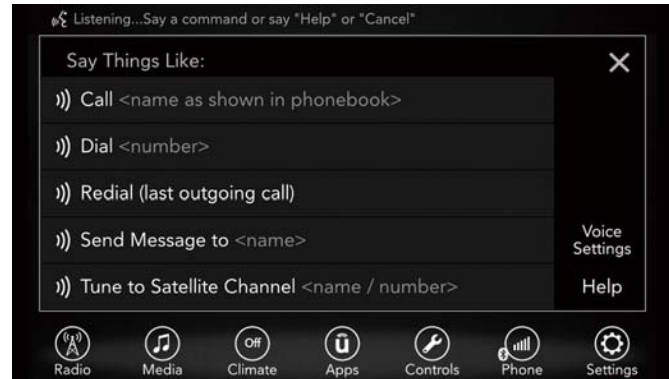 Listening...Say a command or say "Help" or "Cancel"
Say Things Like:
Call <name as shown in phonebook>
Dial <number>
Redial (last outgoing call)
Send Message to <name>
Voice
Settings
Tune to Satellite Channel <name / number>
Help
Off
û
Radio
Media
Climate
Apps
Controls
Phone
Settings